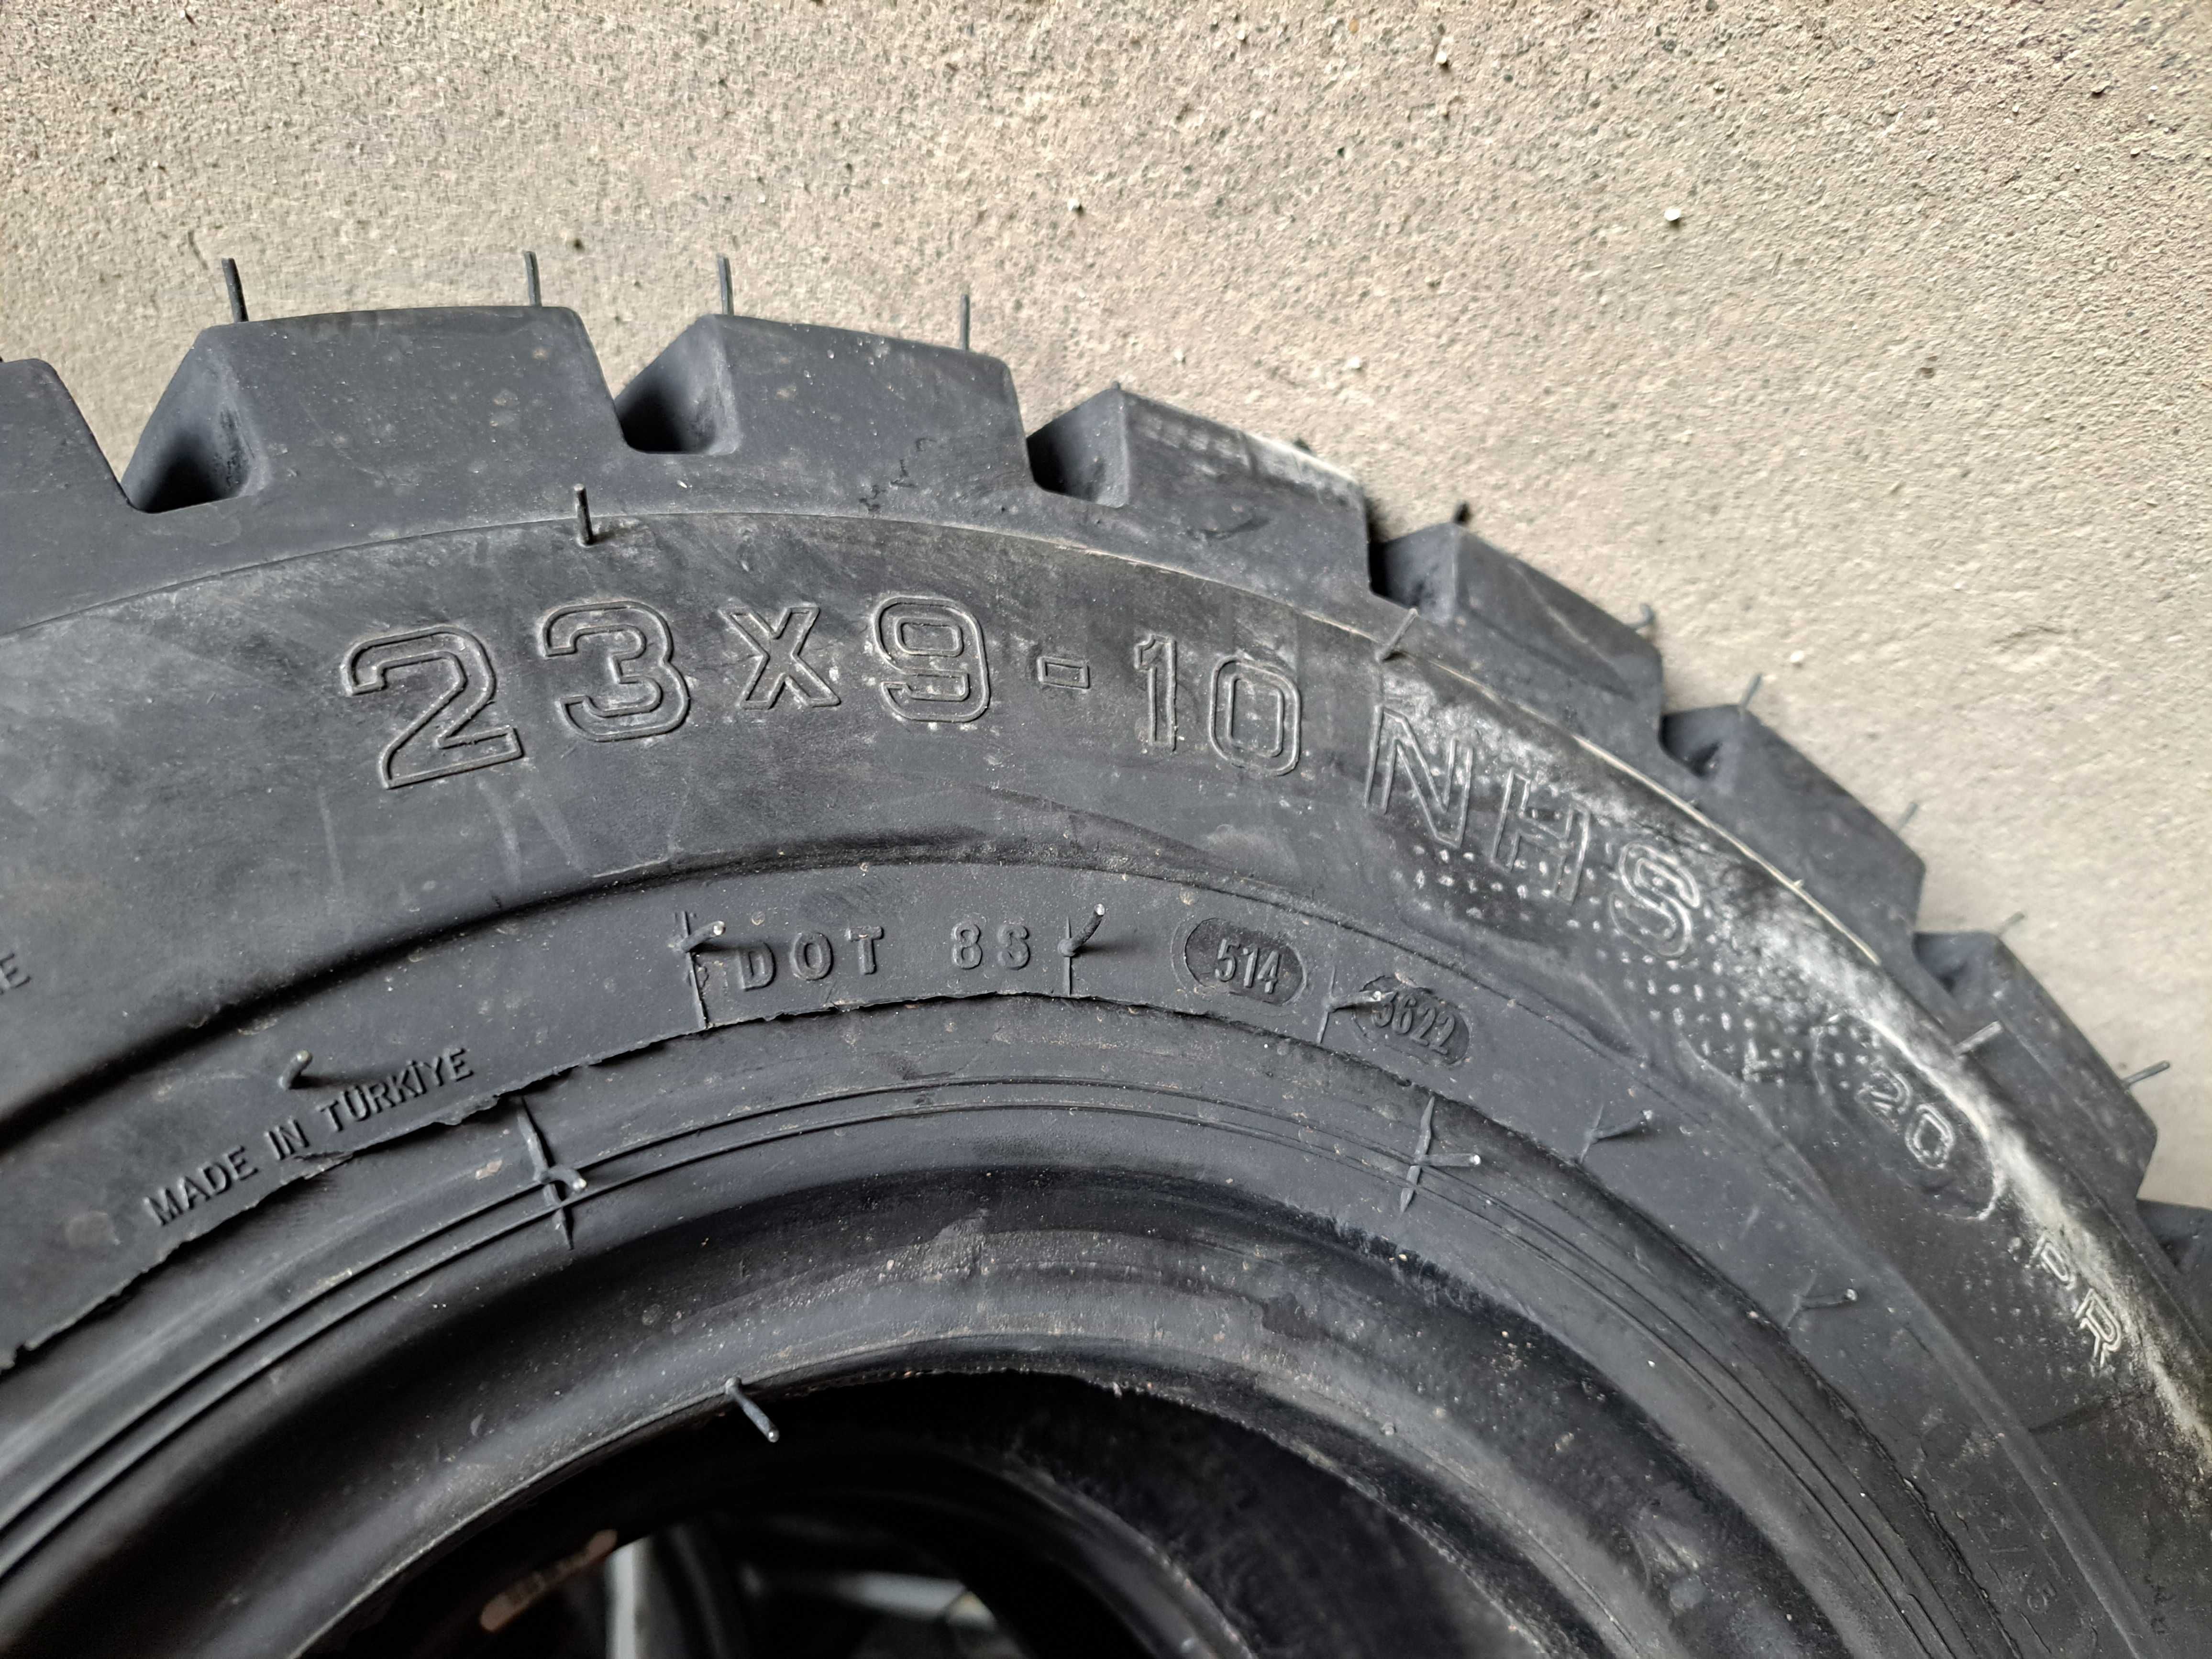 23X9-10 NHS
20 PR
DOT 8S 514 3622
MADE IN TÜRKİYE